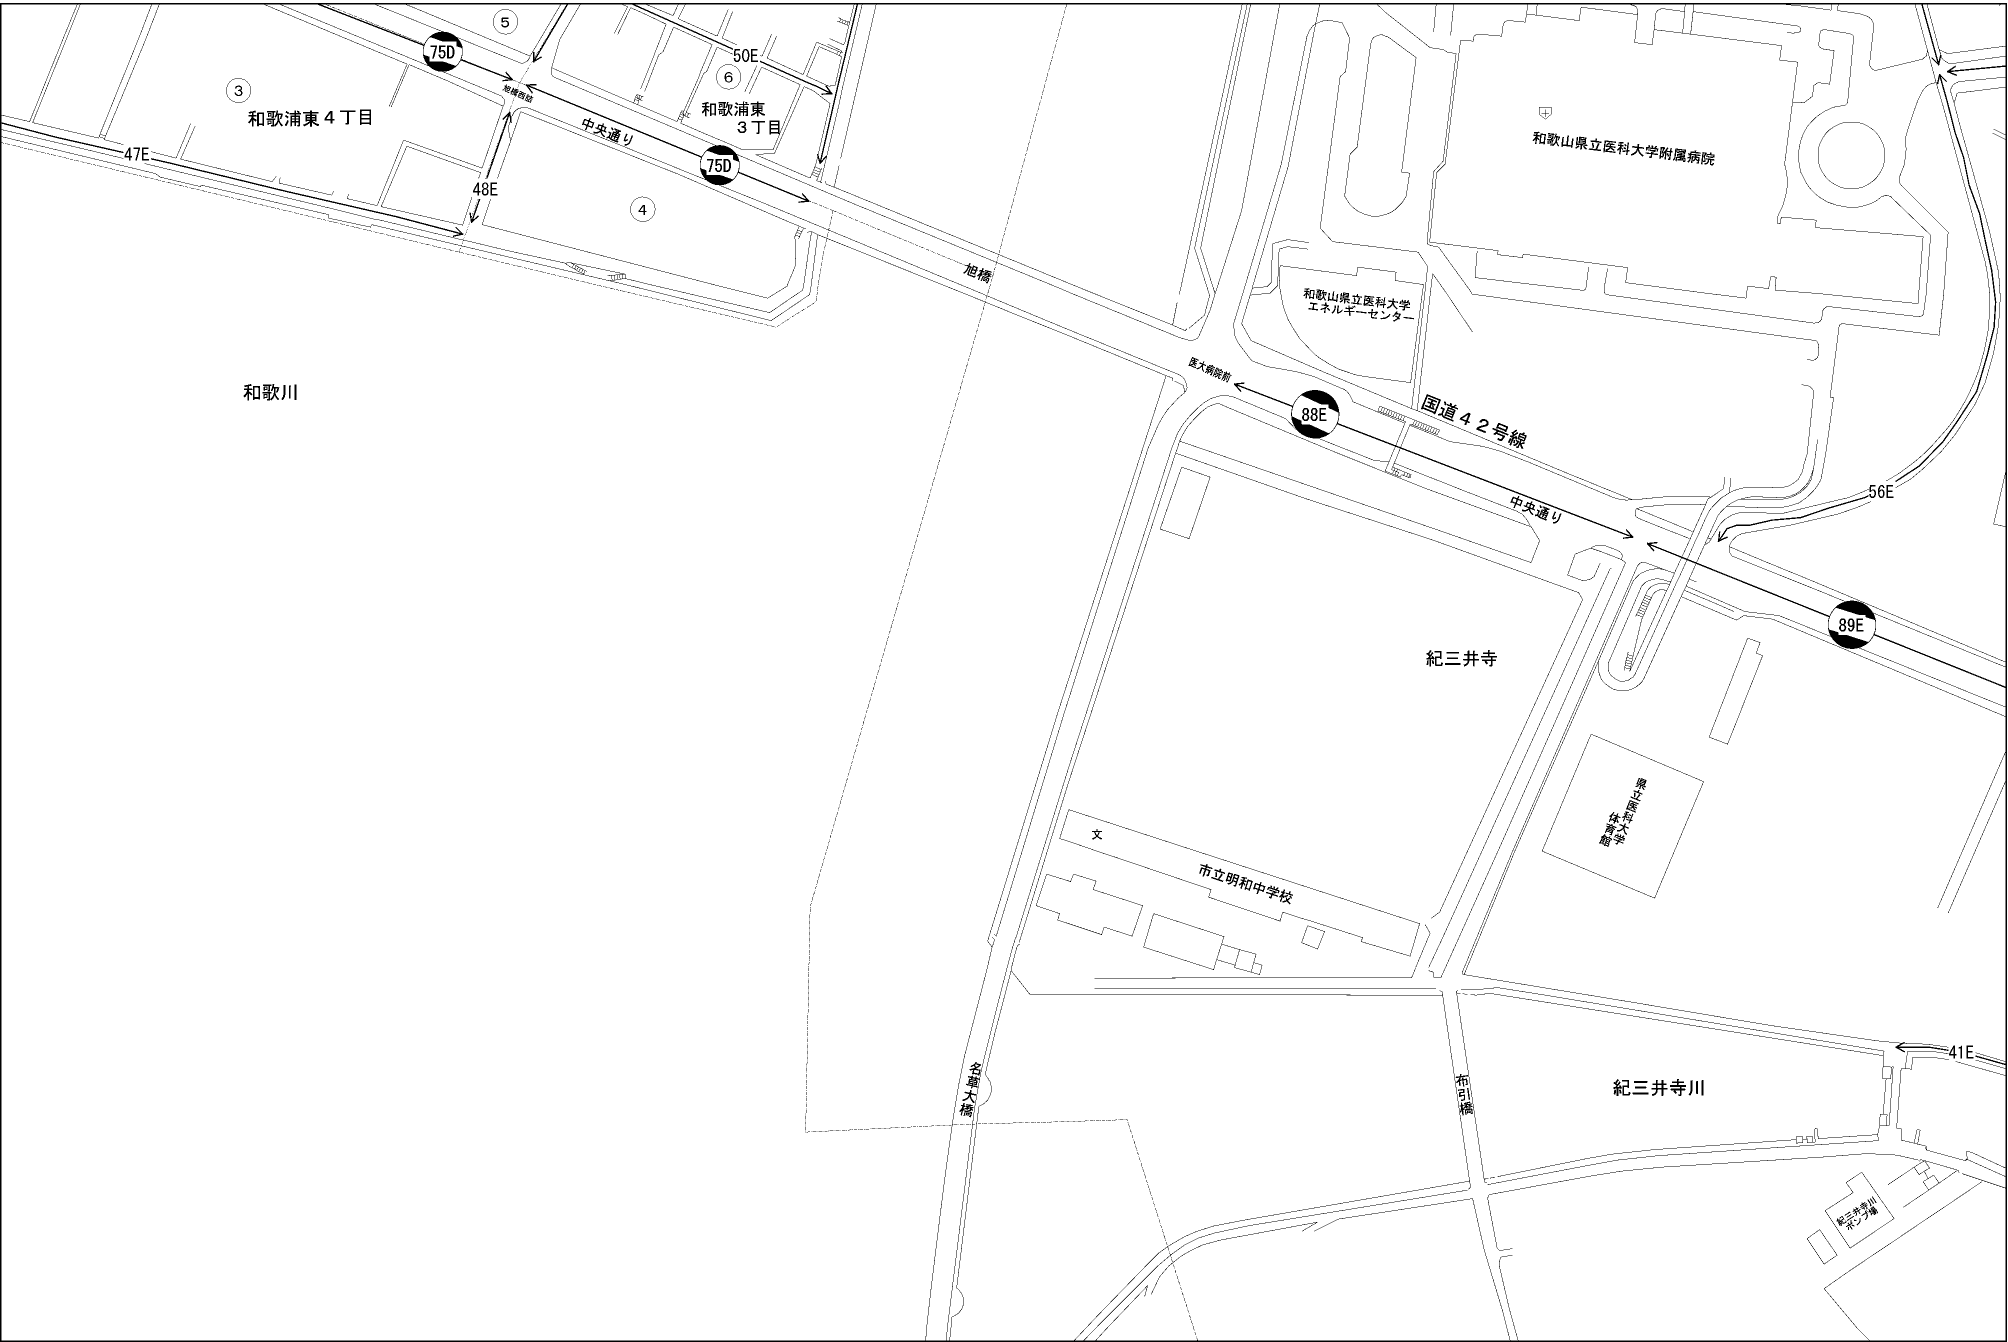 5
75D
50E
6
3
和歌浦東4丁目
旭橋西詰
和歌浦東
3丁目
中央通り
47E
75D
48E
4
和歌山県立医科大学附属病院
旭橋
和歌山県立医科大学
エネルギーセンター
和歌川
医大病院前
88E
国道42号線
56E
中央通り
89E
紀三井寺
県立医科大学
体育館
文
市立明和中学校
41E
名草大橋
布引橋
紀三井寺川
紀三井寺川
ポンプ場